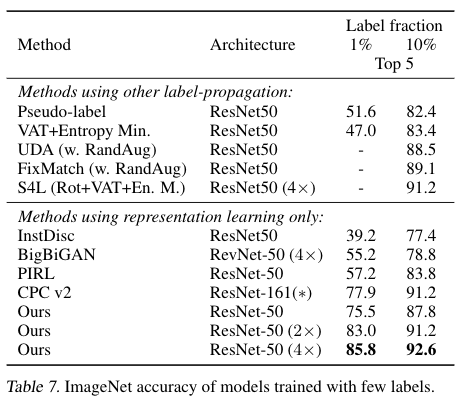 Label fraction
Method Architecture 1% 10%
Top 5
Methods using other label-propagation:
Pseudo-label ResNet50 51.6 82.4
VAT+Entropy Min. ResNet50 47.0 83.4
UDA (w. RandAug) ResNet50 - 88.5
FixMatch (w. RandAug) ResNet50 - 89.1
S4L (Rot+VAT+En. M.) ResNet50 (4×) - 91.2
Methods using representation learning only:
InstDisc ResNet50 39.2 77.4
BigBiGAN RevNet-50 (4×) 55.2 78.8
PIRL ResNet-50 57.2 83.8
CPC v2 ResNet-161(∗) 77.9 91.2
Ours ResNet-50 75.5 87.8
Ours ResNet-50 (2×) 83.0 91.2
Ours ResNet-50 (4×) 85.8 92.6
Table 7. ImageNet accuracy of models trained with few labels.